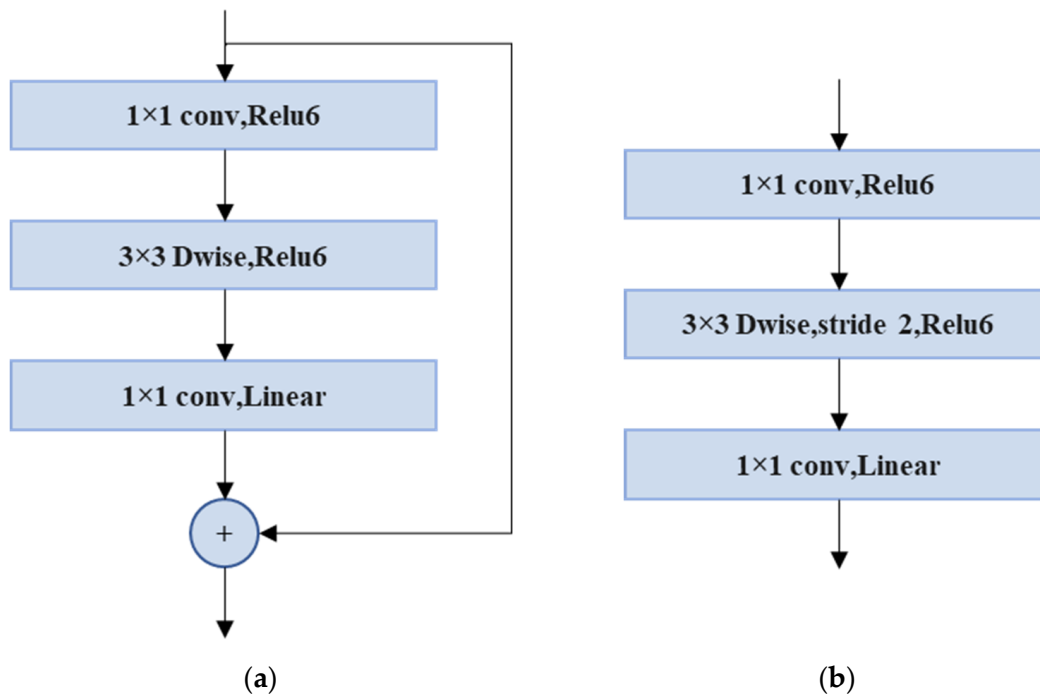 1×1 conv,Relu6
3×3 Dwise,Relu6
1×1 conv,Linear
+
(a)
1×1 conv,Relu6
3×3 Dwise,stride 2,Relu6
1×1 conv,Linear
(b)